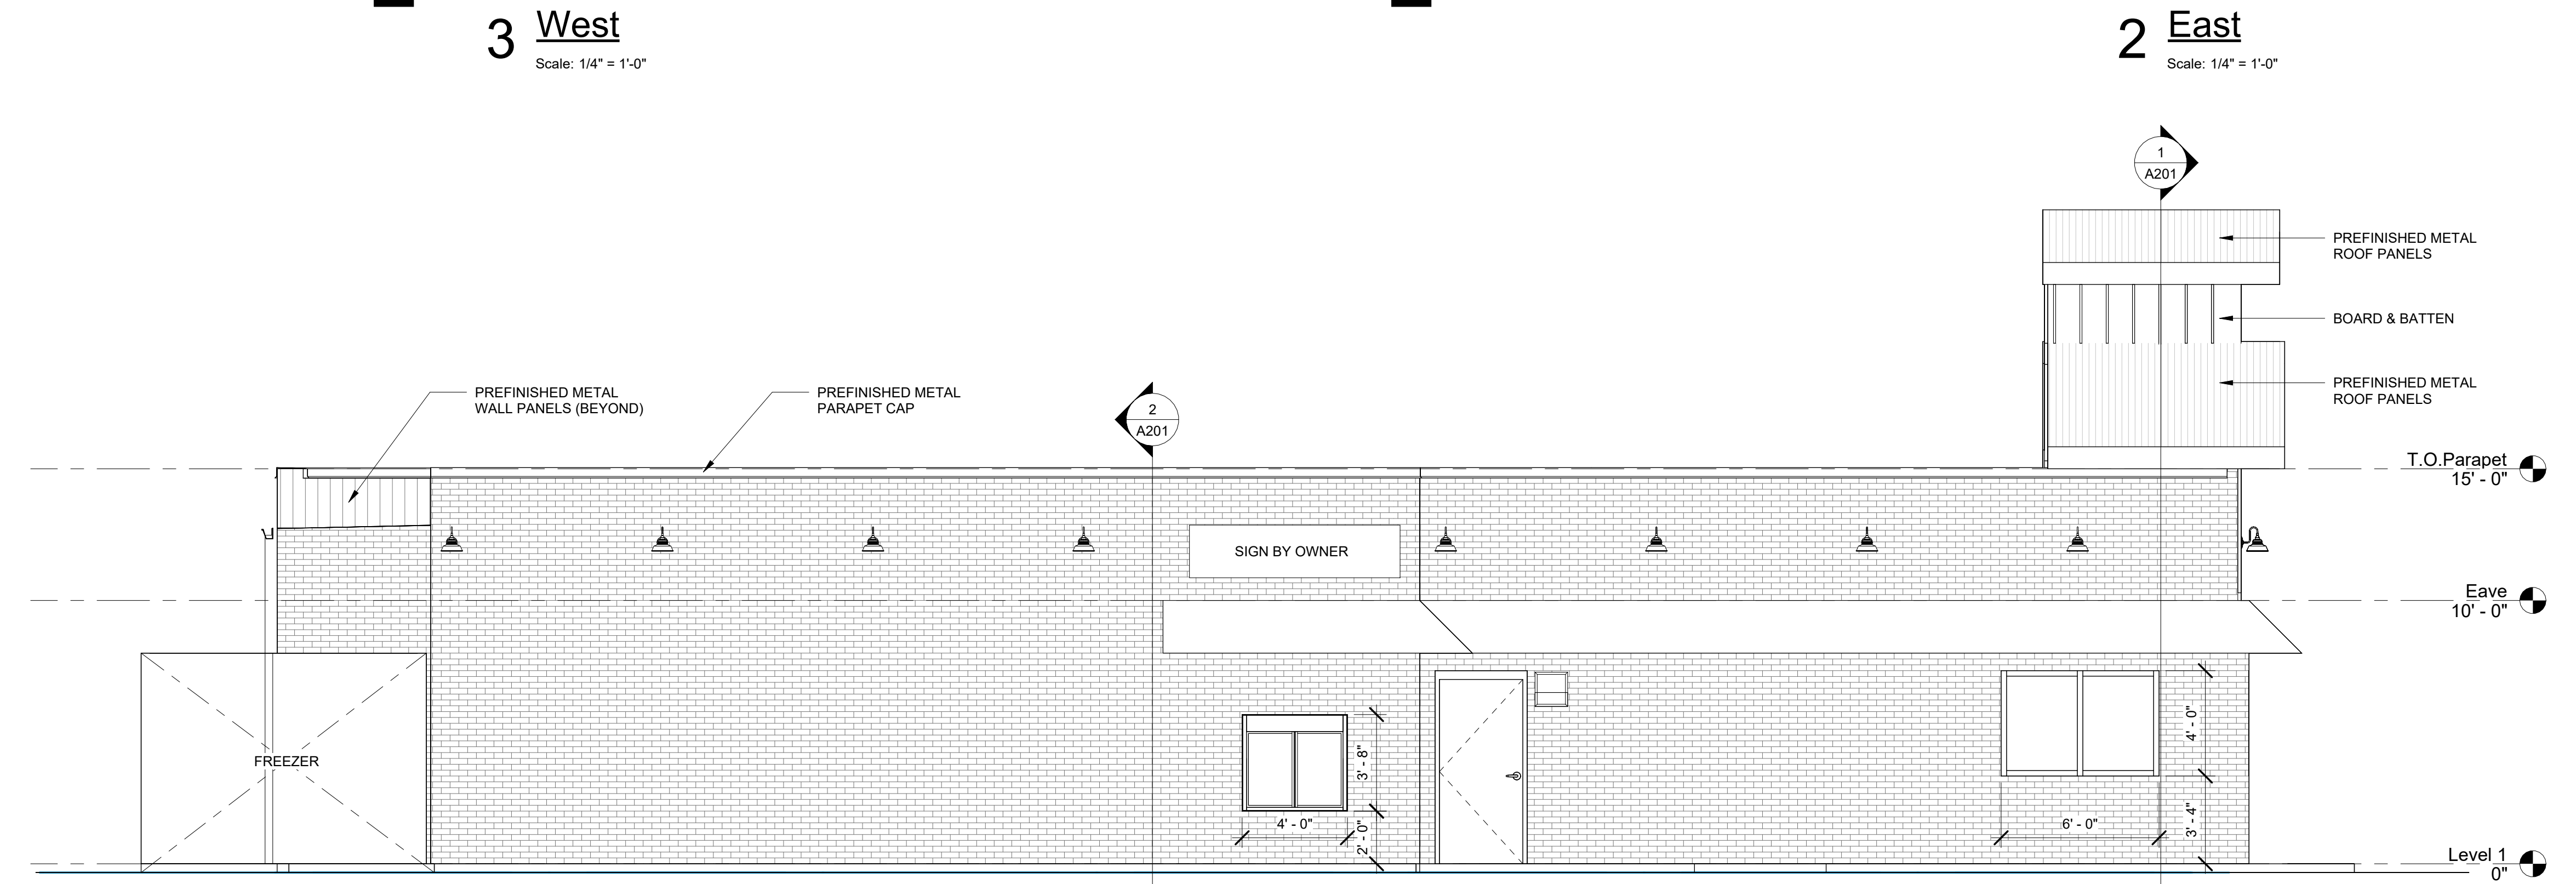 3 West
Scale: 1/4" = 1'-0"
2 East
Scale: 1/4" = 1'-0"
1
A201
PREFINISHED METAL
ROOF PANELS
BOARD & BATTEN
PREFINISHED METAL
ROOF PANELS
PREFINISHED METAL
WALL PANELS (BEYOND)
PREFINISHED METAL
PARAPET CAP
2
A201
T.O.Parapet
15' - 0"
SIGN BY OWNER
Eave
10' - 0"
FREEZER
3' - 8"
4' - 0"
2' - 0"
4' - 0"
6' - 0"
3' - 4"
Level 1
0"